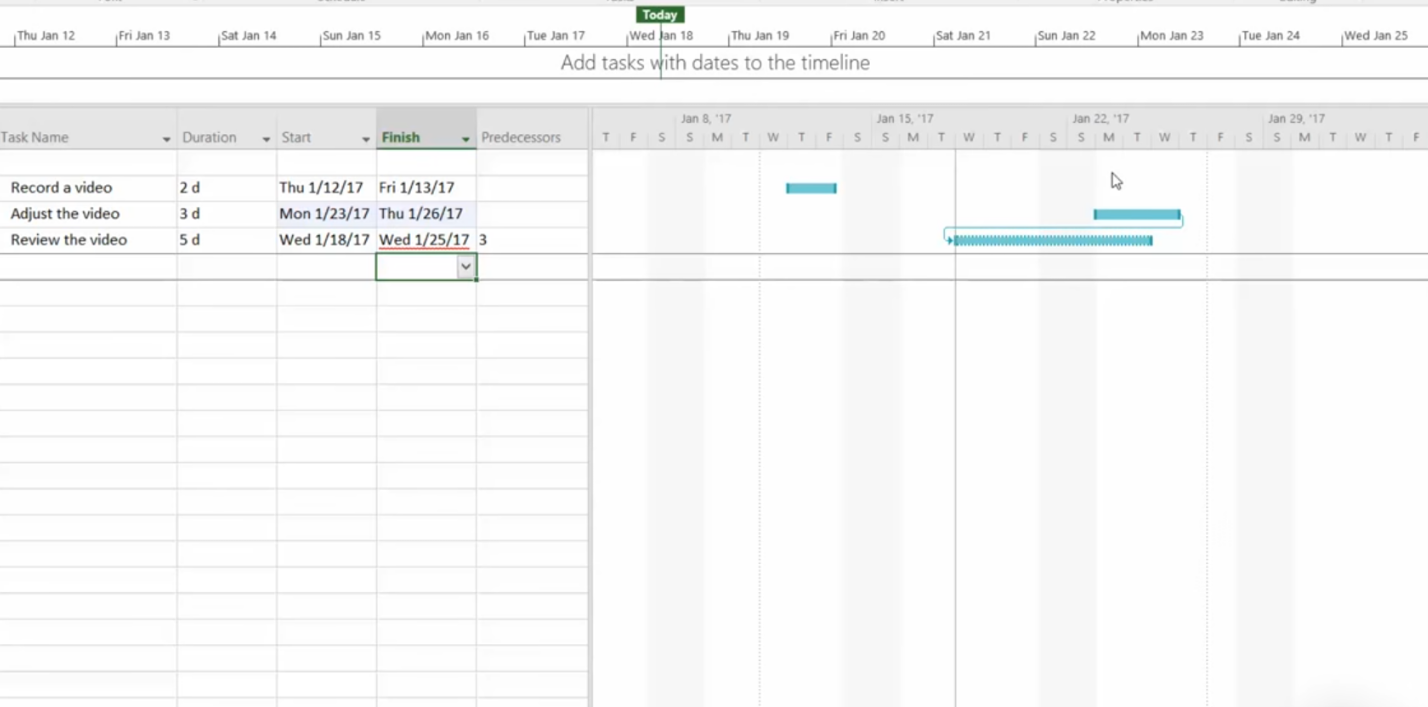 Today
Thu Jan 12 Fri Jan 13 Sat Jan 14 Sun Jan 15 Mon Jan 16 Tue Jan 17 Wed Jan 18 Thu Jan 19 Fri Jan 20 Sat Jan 21 Sun Jan 22 Mon Jan 23 Tue Jan 24 Wed Jan 25
Add tasks with dates to the timeline
Jan 8, '17 Jan 15, '17 Jan 22, '17 Jan 29, '17
Task Name Duration Start Finish Predecessors T F S S M T W T F S S M T W T F S S M T W T F S S M T W T F
Record a video 2 d Thu 1/12/17 Fri 1/13/17
Adjust the video 3 d Mon 1/23/17 Thu 1/26/17
Review the video 5 d Wed 1/18/17 Wed 1/25/17 3